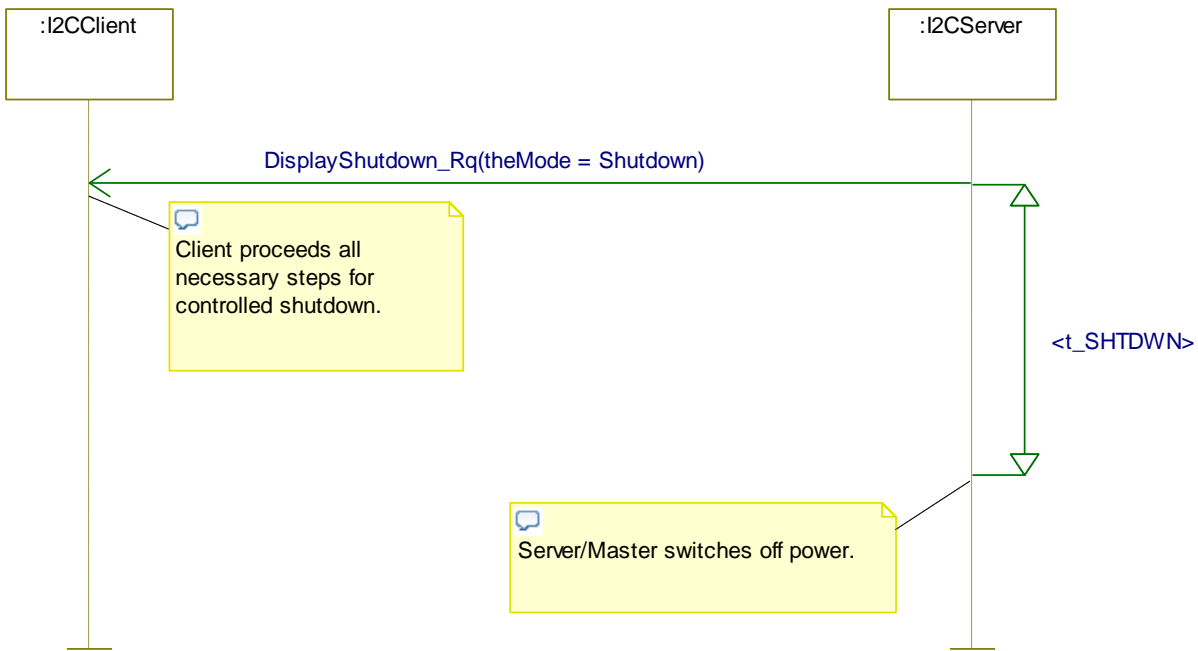 :I2CClient
:I2CServer
DisplayShutdown_Rq(theMode = Shutdown)
Client proceeds all
necessary steps for
controlled shutdown.
<t_SHTDWN>
Server/Master switches off power.